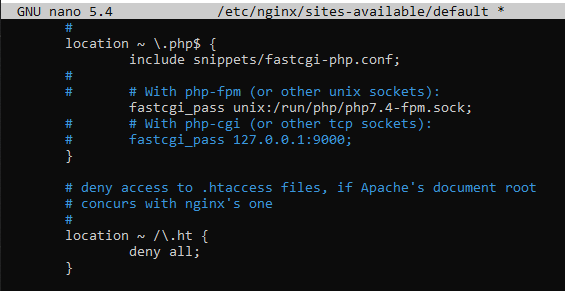 GNU nano 5.4 /etc/nginx/sites-available/default *
#
location ~ \.php$ {
include snippets/fastcgi-php.conf;
#
# # With php-fpm (or other unix sockets):
fastcgi_pass unix:/run/php/php7.4-fpm.sock;
# # With php-cgi (or other tcp sockets):
# fastcgi_pass 127.0.0.1:9000;
}
# deny access to .htaccess files, if Apache's document root
# concurs with nginx's one
#
location ~ /\.ht {
deny all;
}